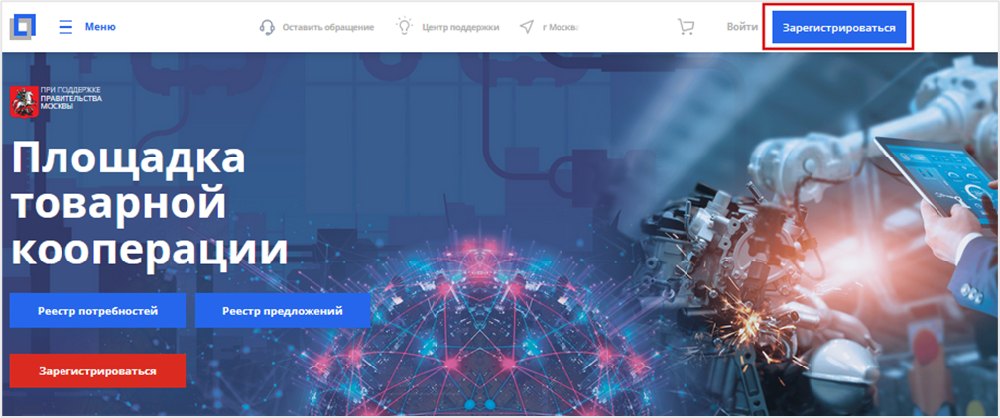 Меню
Оставить обращение
Центр поддержки
г Москва
Войти
Зарегистрироваться
ПРИ ПОДДЕРЖКЕ
ПРАВИТЕЛЬСТВА
МОСКВЫ
Площадка
товарной
кооперации
Реестр потребностей
Реестр предложений
Зарегистрироваться